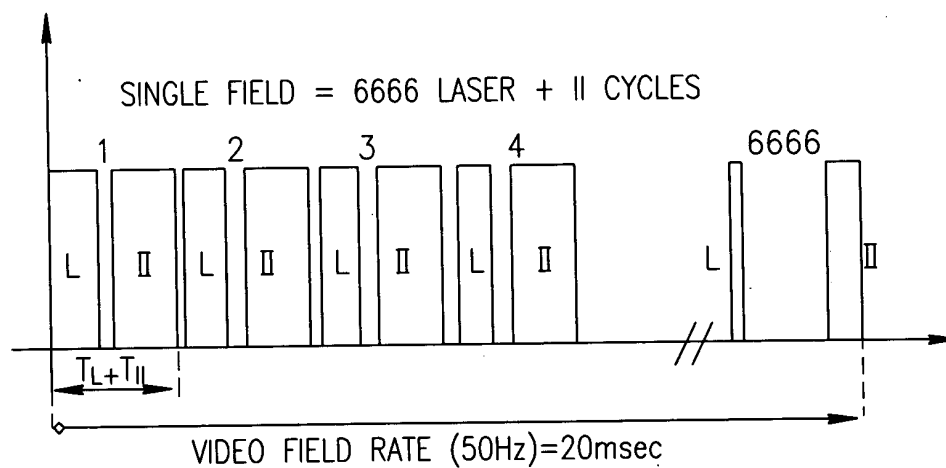 SINGLE FIELD = 6666 LASER + II CYCLES
1 2 3 4 6666
L II L II L II L II L II
TL+TII
VIDEO FIELD RATE (50Hz)=20msec